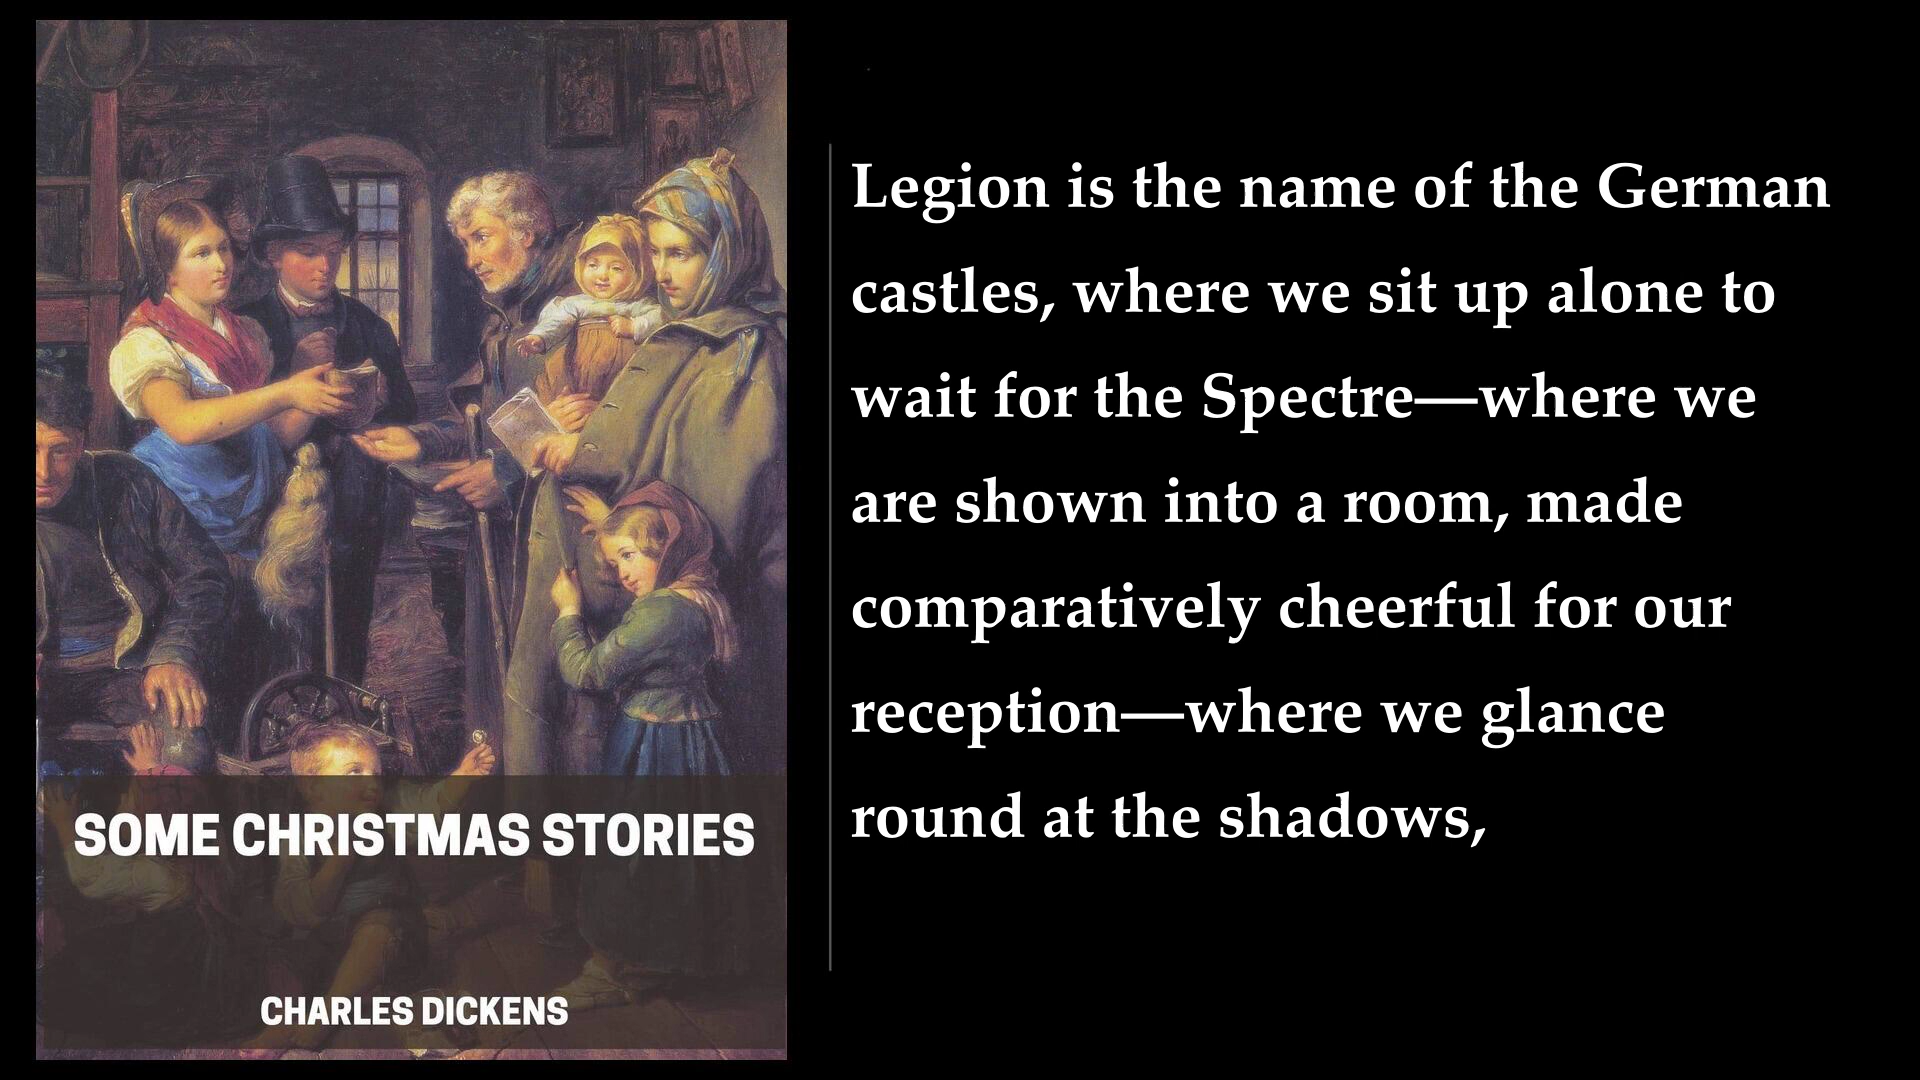 SOME CHRISTMAS STORIES
CHARLES DICKENS
Legion is the name of the German
castles, where we sit up alone to
wait for the Spectre—where we
are shown into a room, made
comparatively cheerful for our
reception—where we glance
round at the shadows,